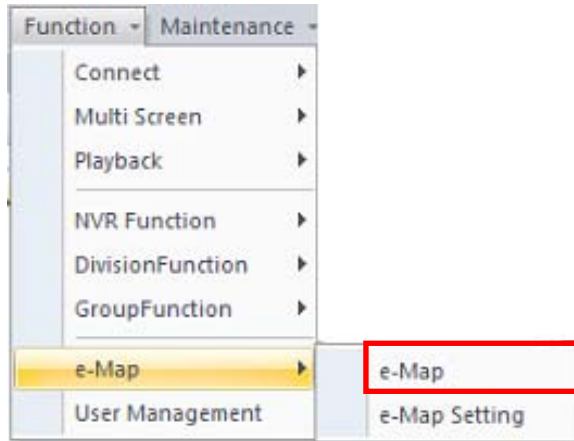 Function Maintenance
Connect
Multi Screen
Playback
NVR Function
DivisionFunction
GroupFunction
e-Map
e-Map
User Management
e-Map Setting